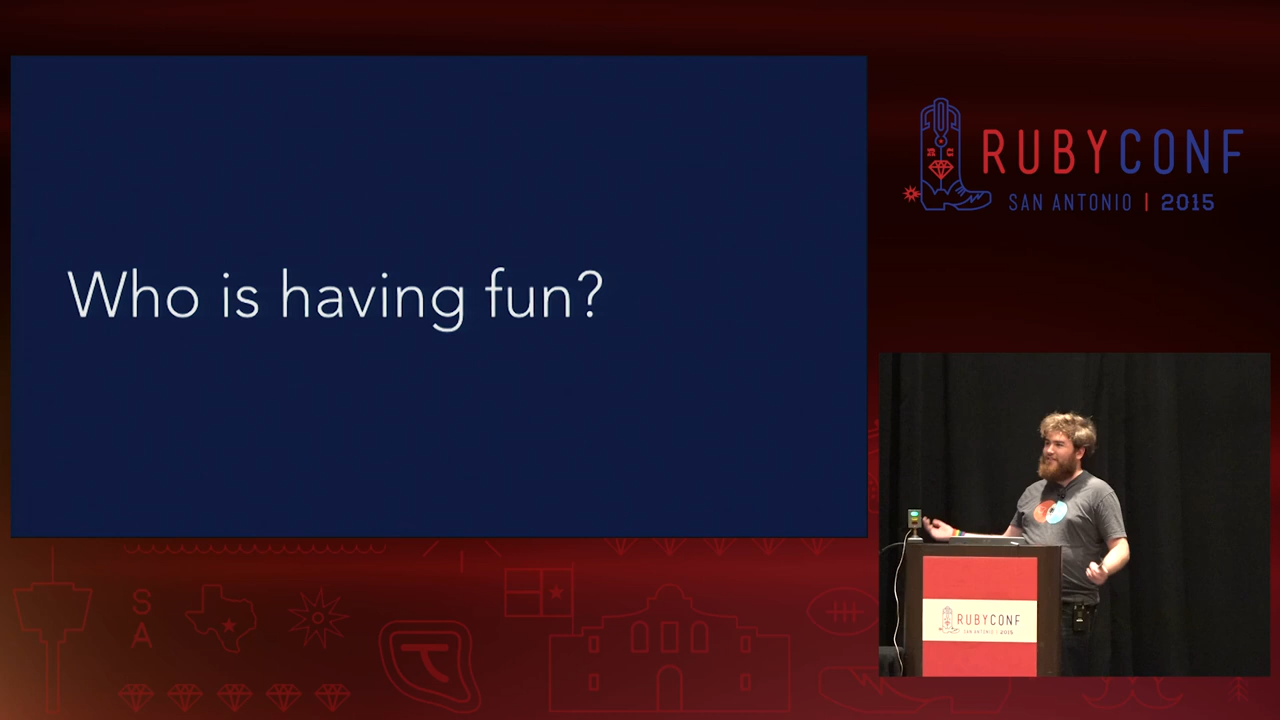 Who is having fun?
RUBYCONF
SAN ANTONIO | 2015
S
A
RUBYCONF
SAN ANTONIO | 2015